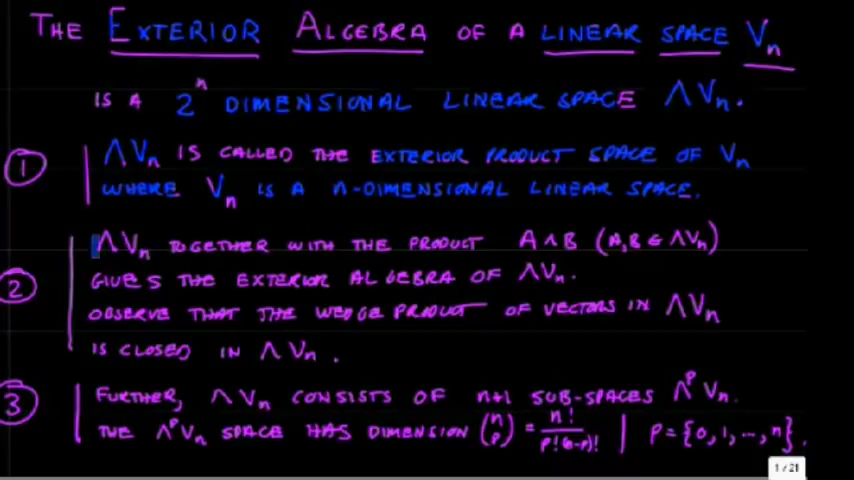 THE EXTERIOR ALGEBRA OF A LINEAR SPACE Vₙ
IS A 2ⁿ DIMENSIONAL LINEAR SPACE ΛVₙ.
① ΛVₙ IS CALLED THE EXTERIOR PRODUCT SPACE OF Vₙ
WHERE Vₙ IS A n-DIMENSIONAL LINEAR SPACE.
② ΛVₙ TOGETHER WITH THE PRODUCT A∧B (A,B ∈ ΛVₙ)
GIVES THE EXTERIOR ALGEBRA OF ΛVₙ.
OBSERVE THAT THE WEDGE PRODUCT OF VECTORS IN ΛVₙ
IS CLOSED IN ΛVₙ.
③ FURTHER, ΛVₙ CONSISTS OF n+1 SUB-SPACES ΛᵖVₙ.
THE ΛᵖVₙ SPACE HAS DIMENSION (n p) = n!/p!(n-p)! | P = {0, 1, ..., n}.
1 / 21